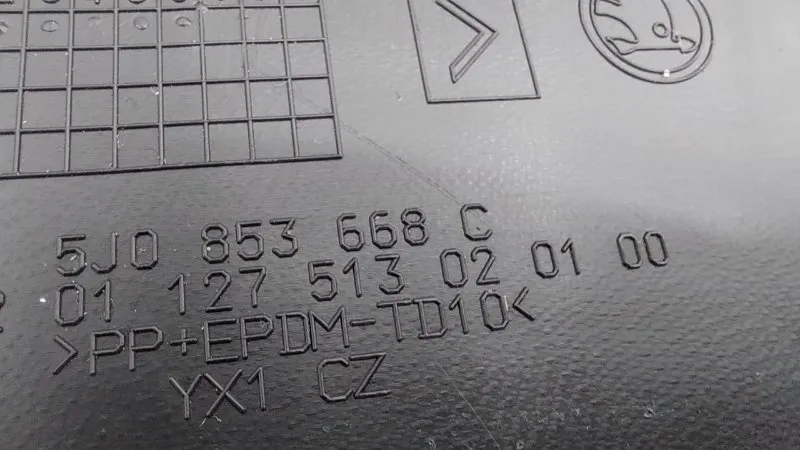 5J0 853 668 C
01 127 513 02 01 00
>PP+EPDM-TD10<
YX1 CZ